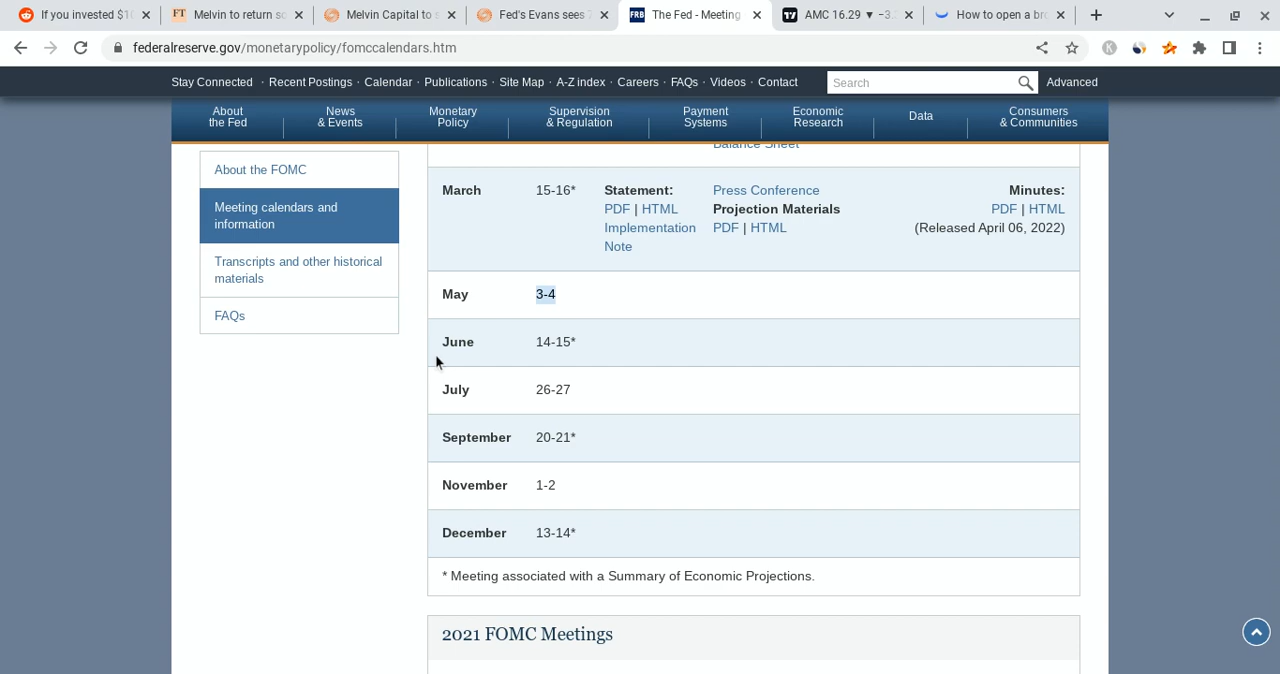 If you invested $10
Melvin to return so
Melvin Capital to s
Fed's Evans sees
The Fed - Meeting
AMC 16.29 ▼ −3.
How to open a bro
federalreserve.gov/monetarypolicy/fomccalendars.htm
Stay Connected · Recent Postings · Calendar · Publications · Site Map · A-Z index · Careers · FAQs · Videos · Contact
Search
Advanced
About the Fed
News & Events
Monetary Policy
Supervision & Regulation
Payment Systems
Economic Research
Data
Consumers & Communities
About the FOMC
Meeting calendars and
information
Transcripts and other historical
materials
FAQs
Balance Sheet
March 15-16* Statement: Press Conference Minutes:
PDF | HTML Projection Materials PDF | HTML
Implementation PDF | HTML (Released April 06, 2022)
Note
May 3-4
June 14-15*
July 26-27
September 20-21*
November 1-2
December 13-14*
* Meeting associated with a Summary of Economic Projections.
2021 FOMC Meetings